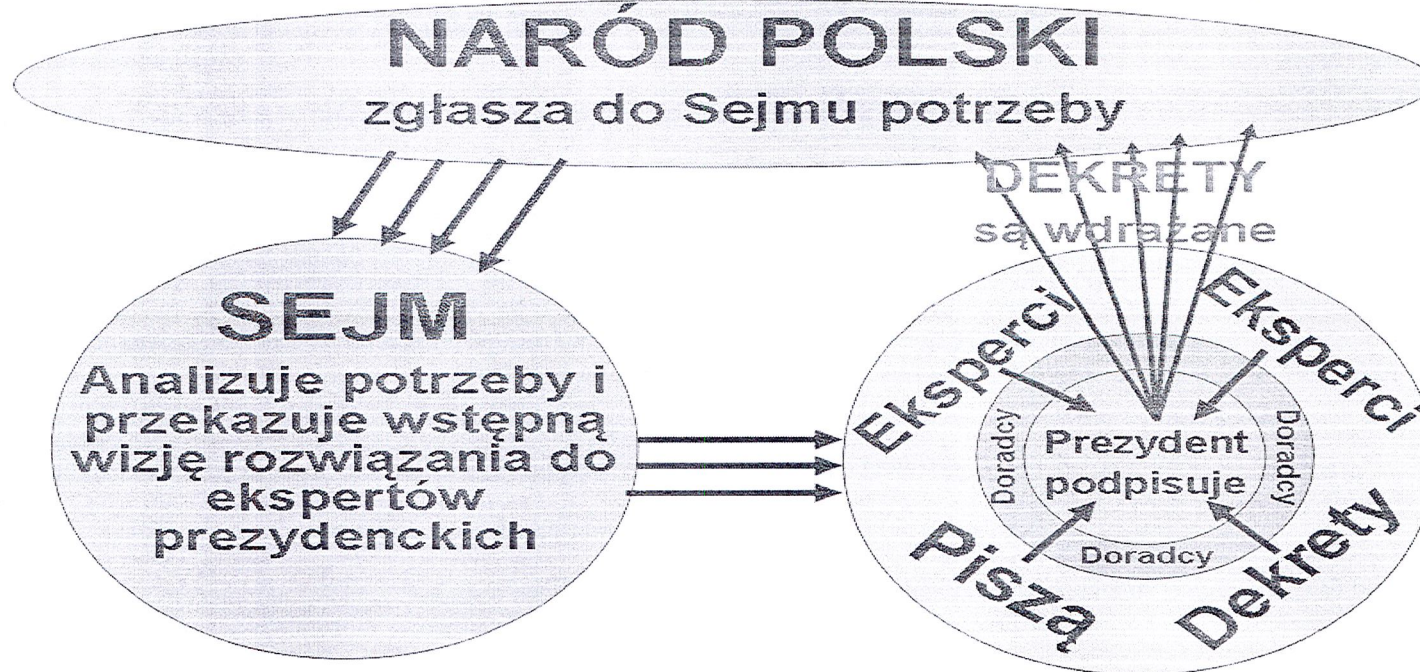 NARÓD POLSKI
zgłasza do Sejmu potrzeby
DEKRETY
są wdrażane
SEJM
Analizuje potrzeby i
przekazuje wstępną
wizję rozwiązania do
ekspertów
prezydenckich
Eksperci
Eksperci
Doradcy
Doradcy
Prezydent
podpisuje
Doradcy
Piszą
Dekrety